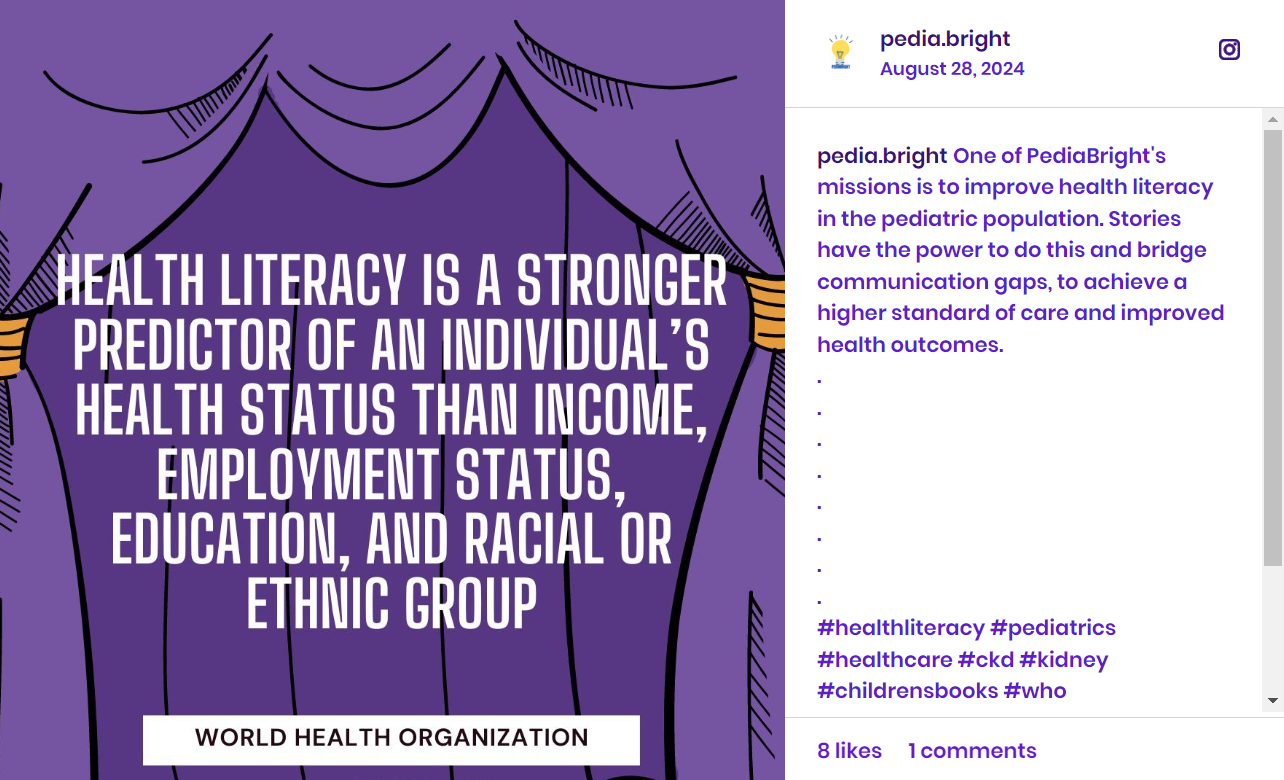 HEALTH LITERACY IS A STRONGER
PREDICTOR OF AN INDIVIDUAL'S
HEALTH STATUS THAN INCOME,
EMPLOYMENT STATUS,
EDUCATION, AND RACIAL OR
ETHNIC GROUP
WORLD HEALTH ORGANIZATION
pedia.bright
August 28, 2024
pedia.bright One of PediaBright's
missions is to improve health literacy
in the pediatric population. Stories
have the power to do this and bridge
communication gaps, to achieve a
higher standard of care and improved
health outcomes.
.
.
.
.
.
.
.
.
#healthliteracy #pediatrics
#healthcare #ckd #kidney
#childrensbooks #who
8 likes 1 comments